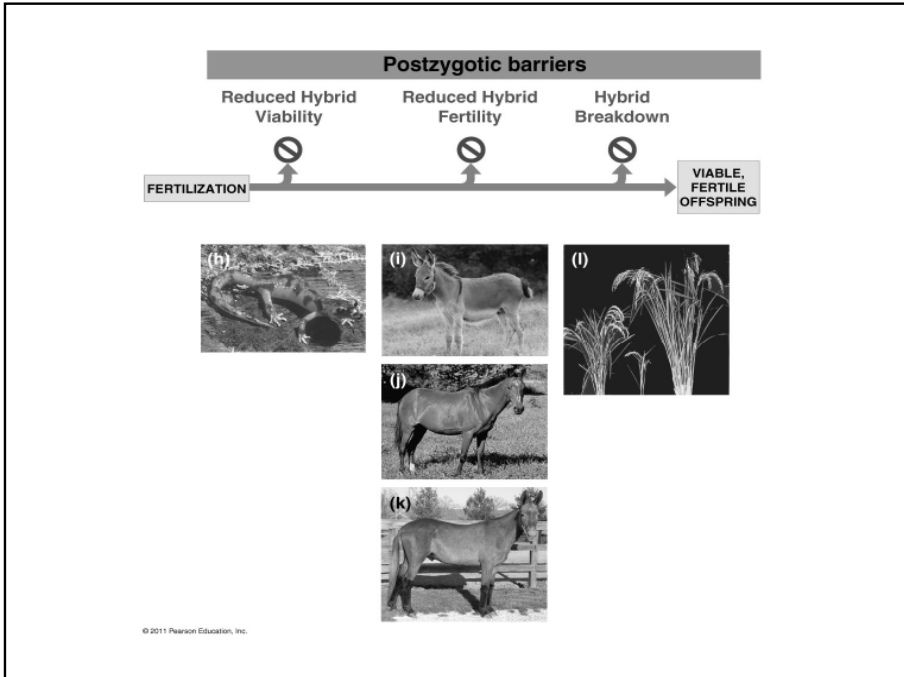 Postzygotic barriers
Reduced Hybrid
Viability
Reduced Hybrid
Fertility
Hybrid
Breakdown
FERTILIZATION
VIABLE,
FERTILE
OFFSPRING
(h)
(i)
(l)
(j)
(k)
© 2011 Pearson Education, Inc.